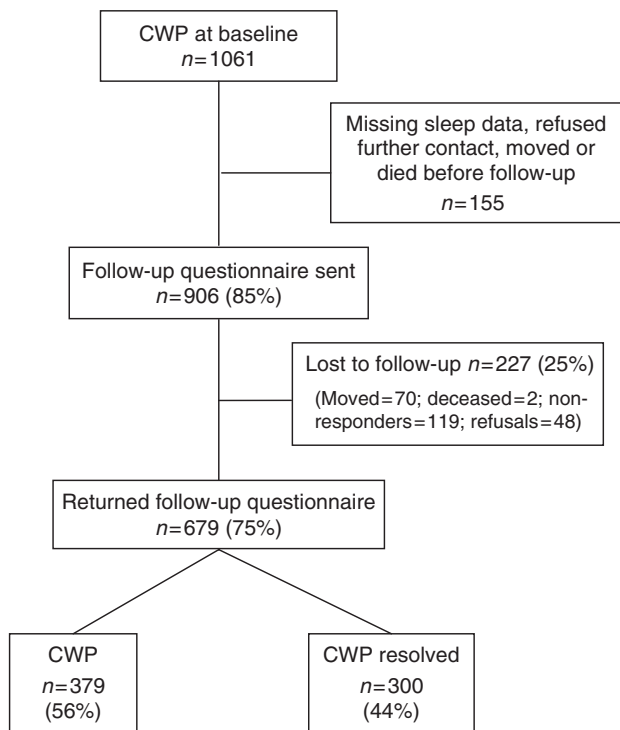 CWP at baseline
n=1061
Missing sleep data, refused
further contact, moved or
died before follow-up
n=155
Follow-up questionnaire sent
n=906 (85%)
Lost to follow-up n=227 (25%)
(Moved=70; deceased=2; non-
responders=119; refusals=48)
Returned follow-up questionnaire
n=679 (75%)
CWP
n=379
(56%)
CWP resolved
n=300
(44%)